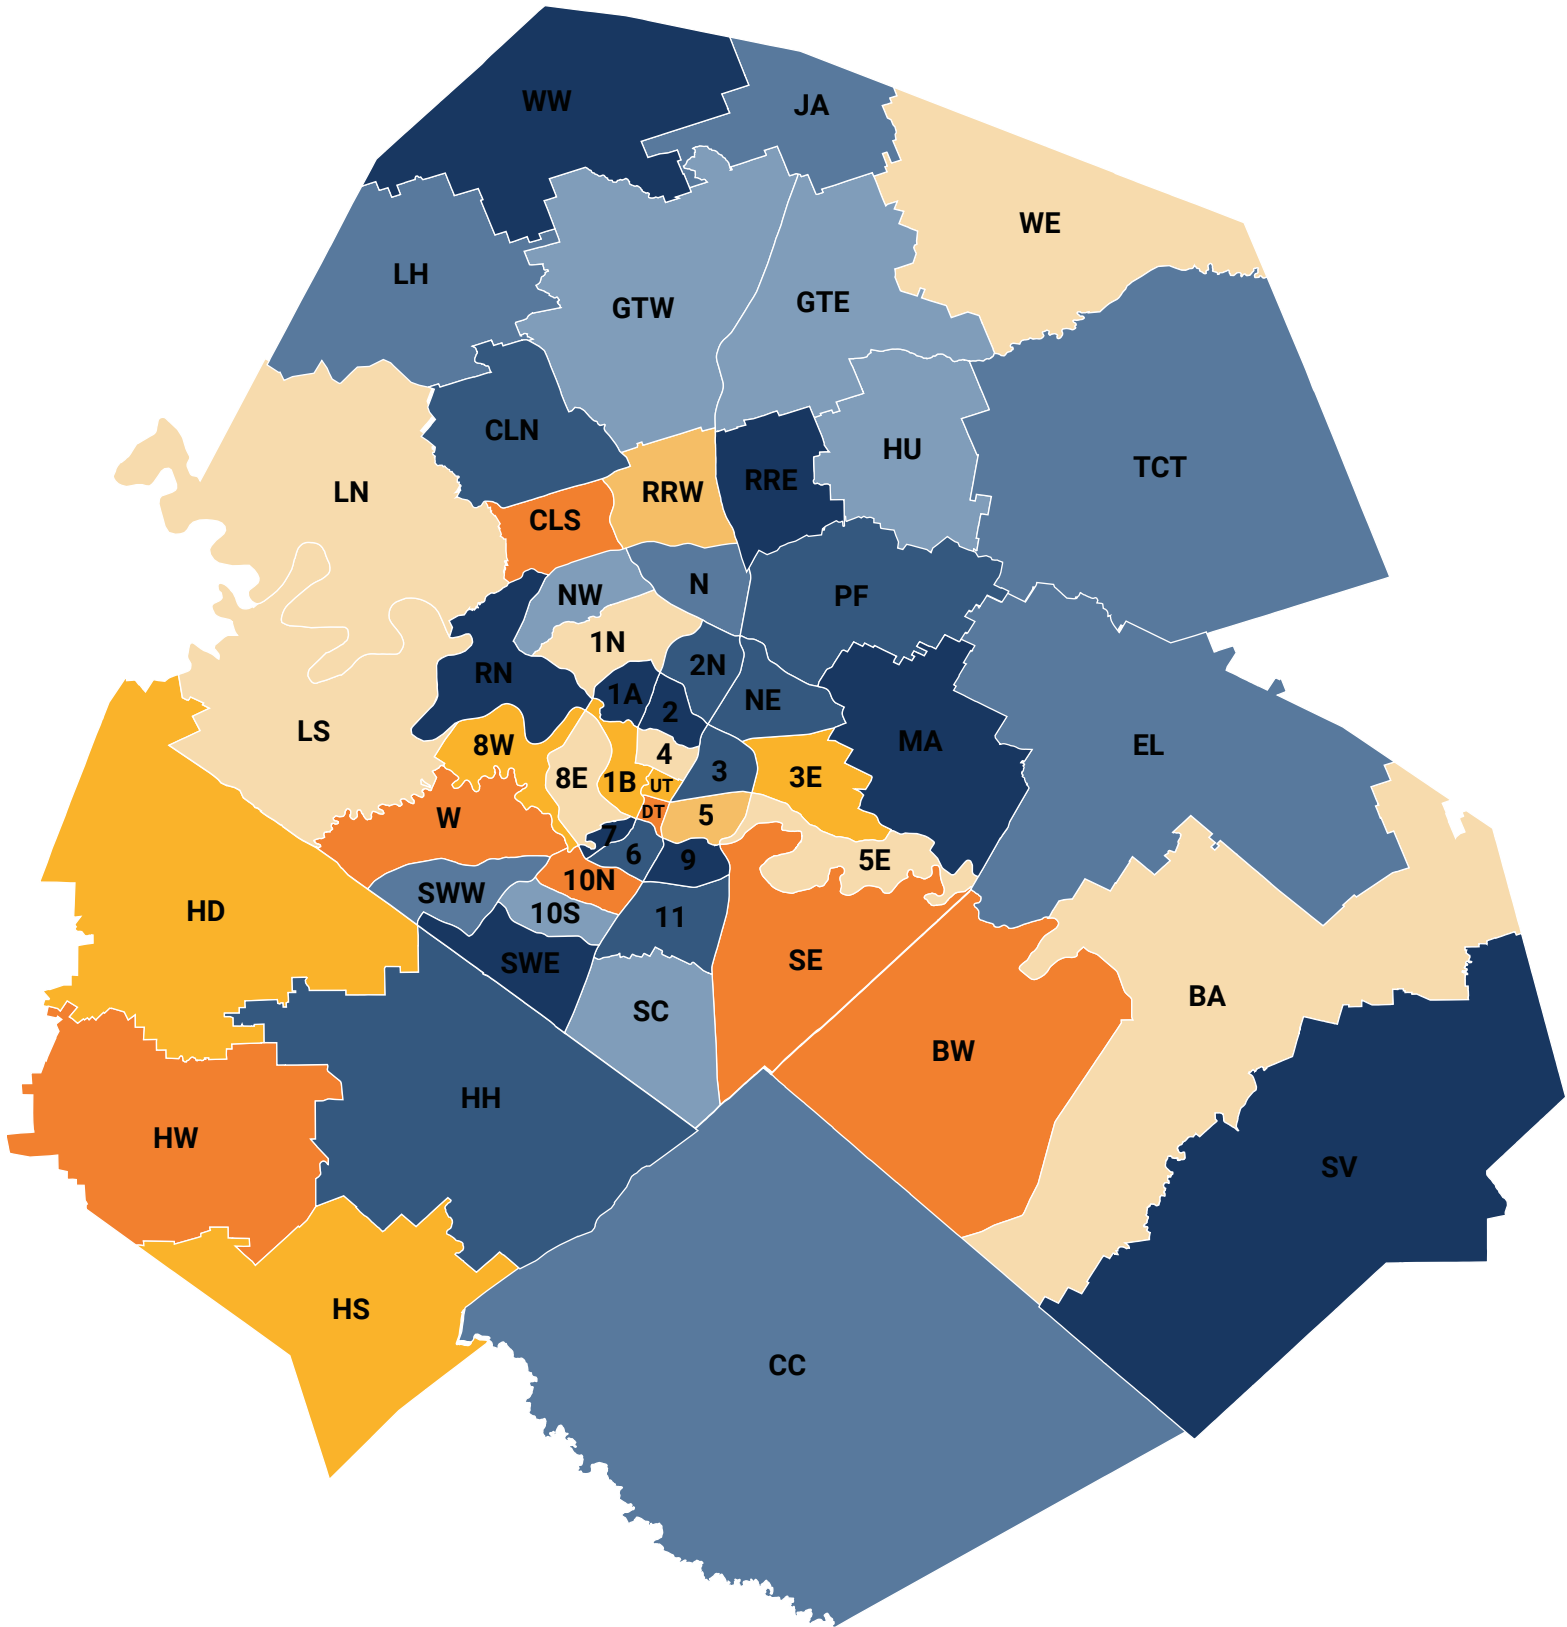 WW
JA
WE
LH
GTW
GTE
CLN
HU
TCT
LN
RRW
RRE
CLS
N
NW
PF
1N
2N
RN
1A
NE
2
LS
8W
MA
EL
4
3
8E
1B
UT
3E
DT
5
W
7
6
9
5E
10N
SWW
10S
11
HD
SWE
SE
BA
SC
BW
HH
HW
SV
HS
CC